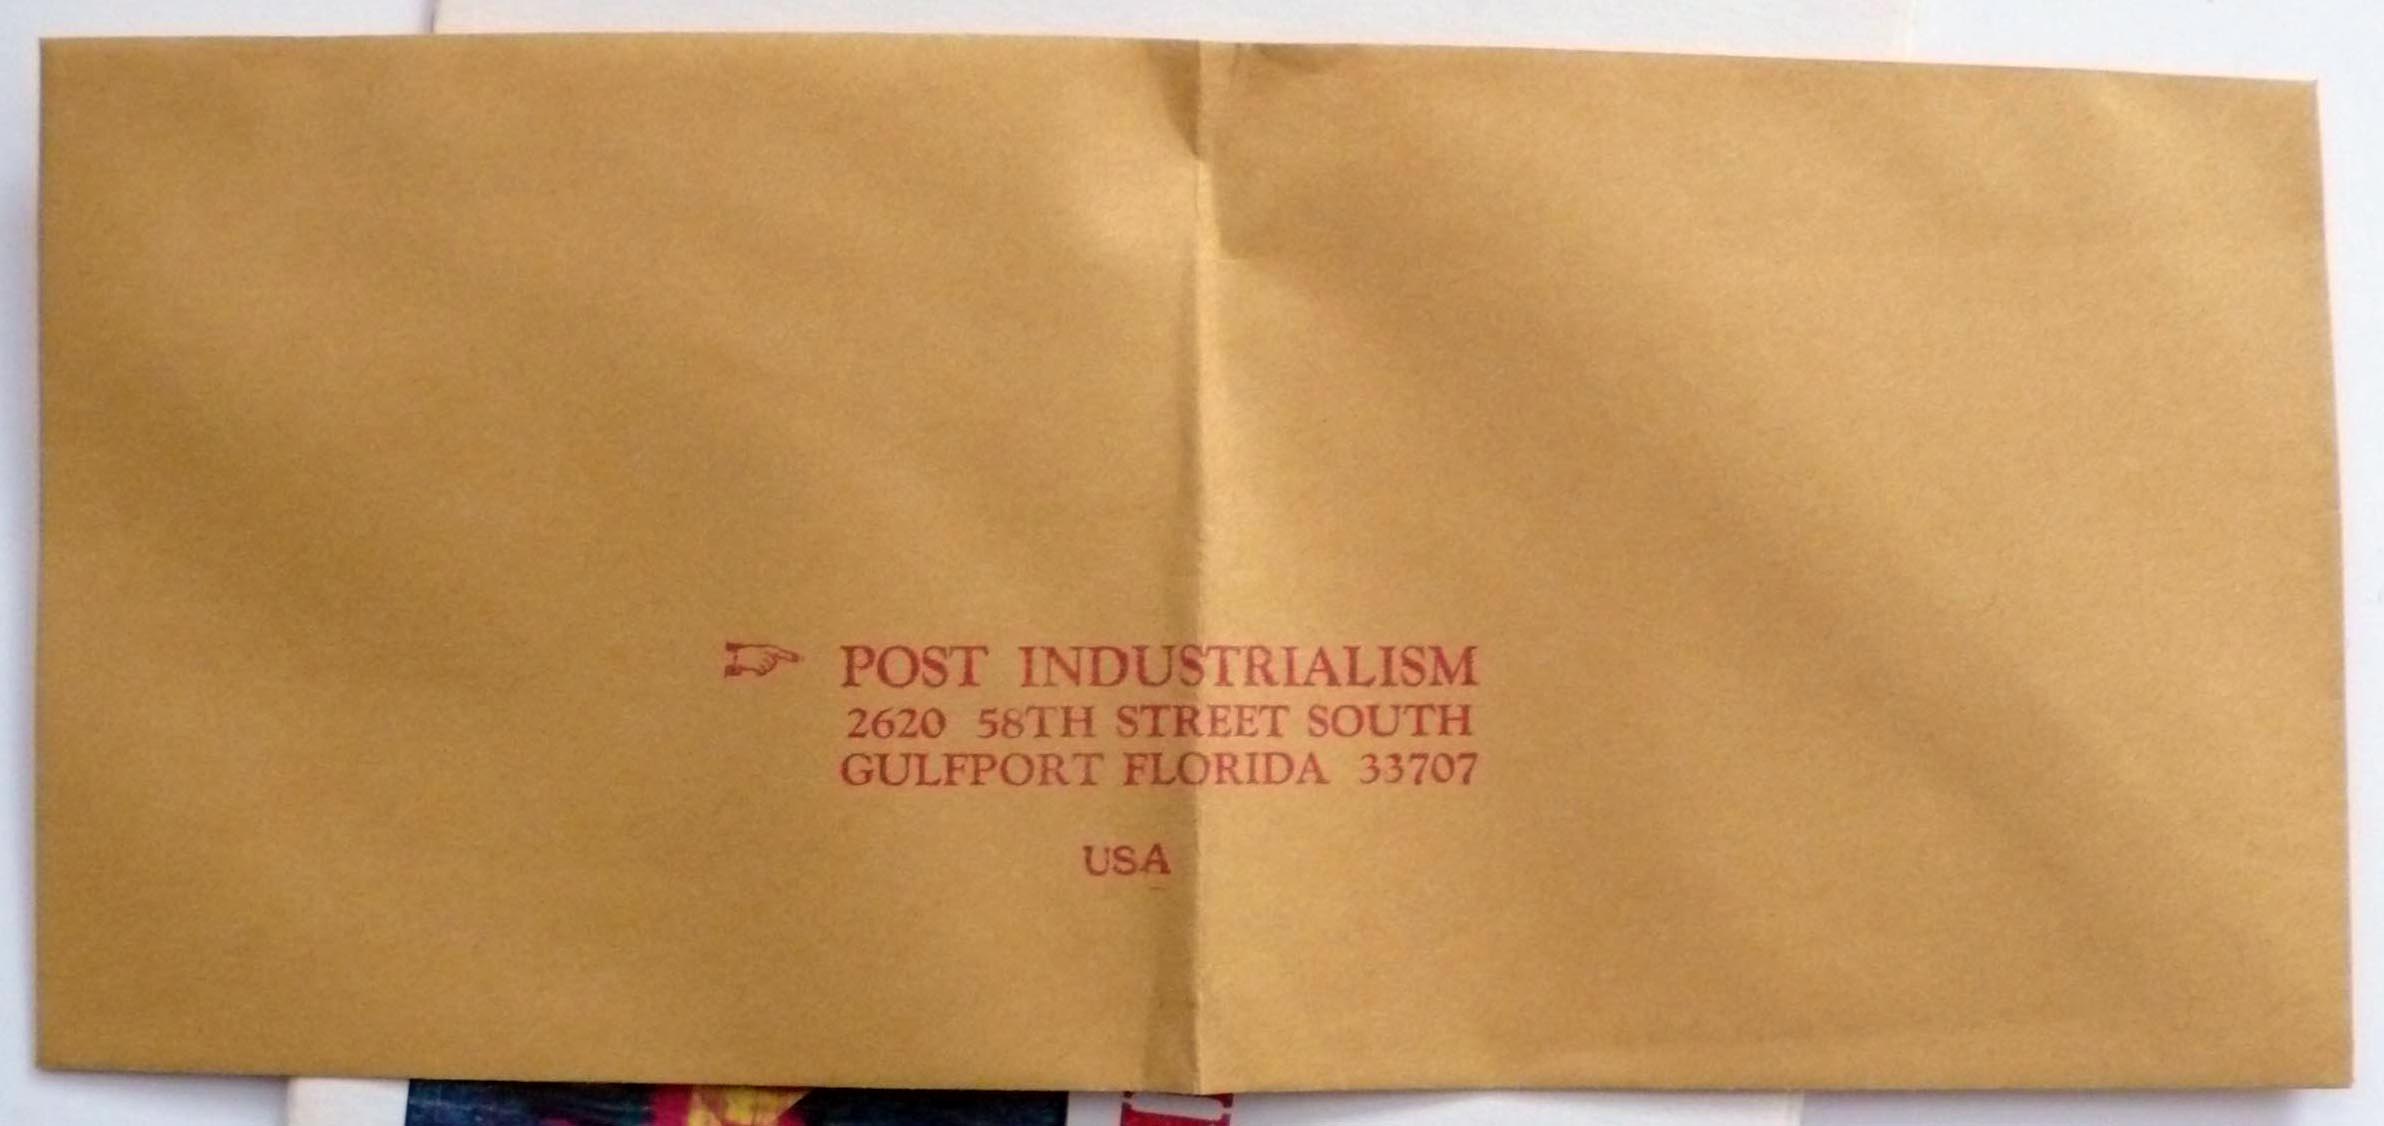 POST INDUSTRIALISM
2620 58TH STREET SOUTH
GULFPORT FLORIDA 33707
USA